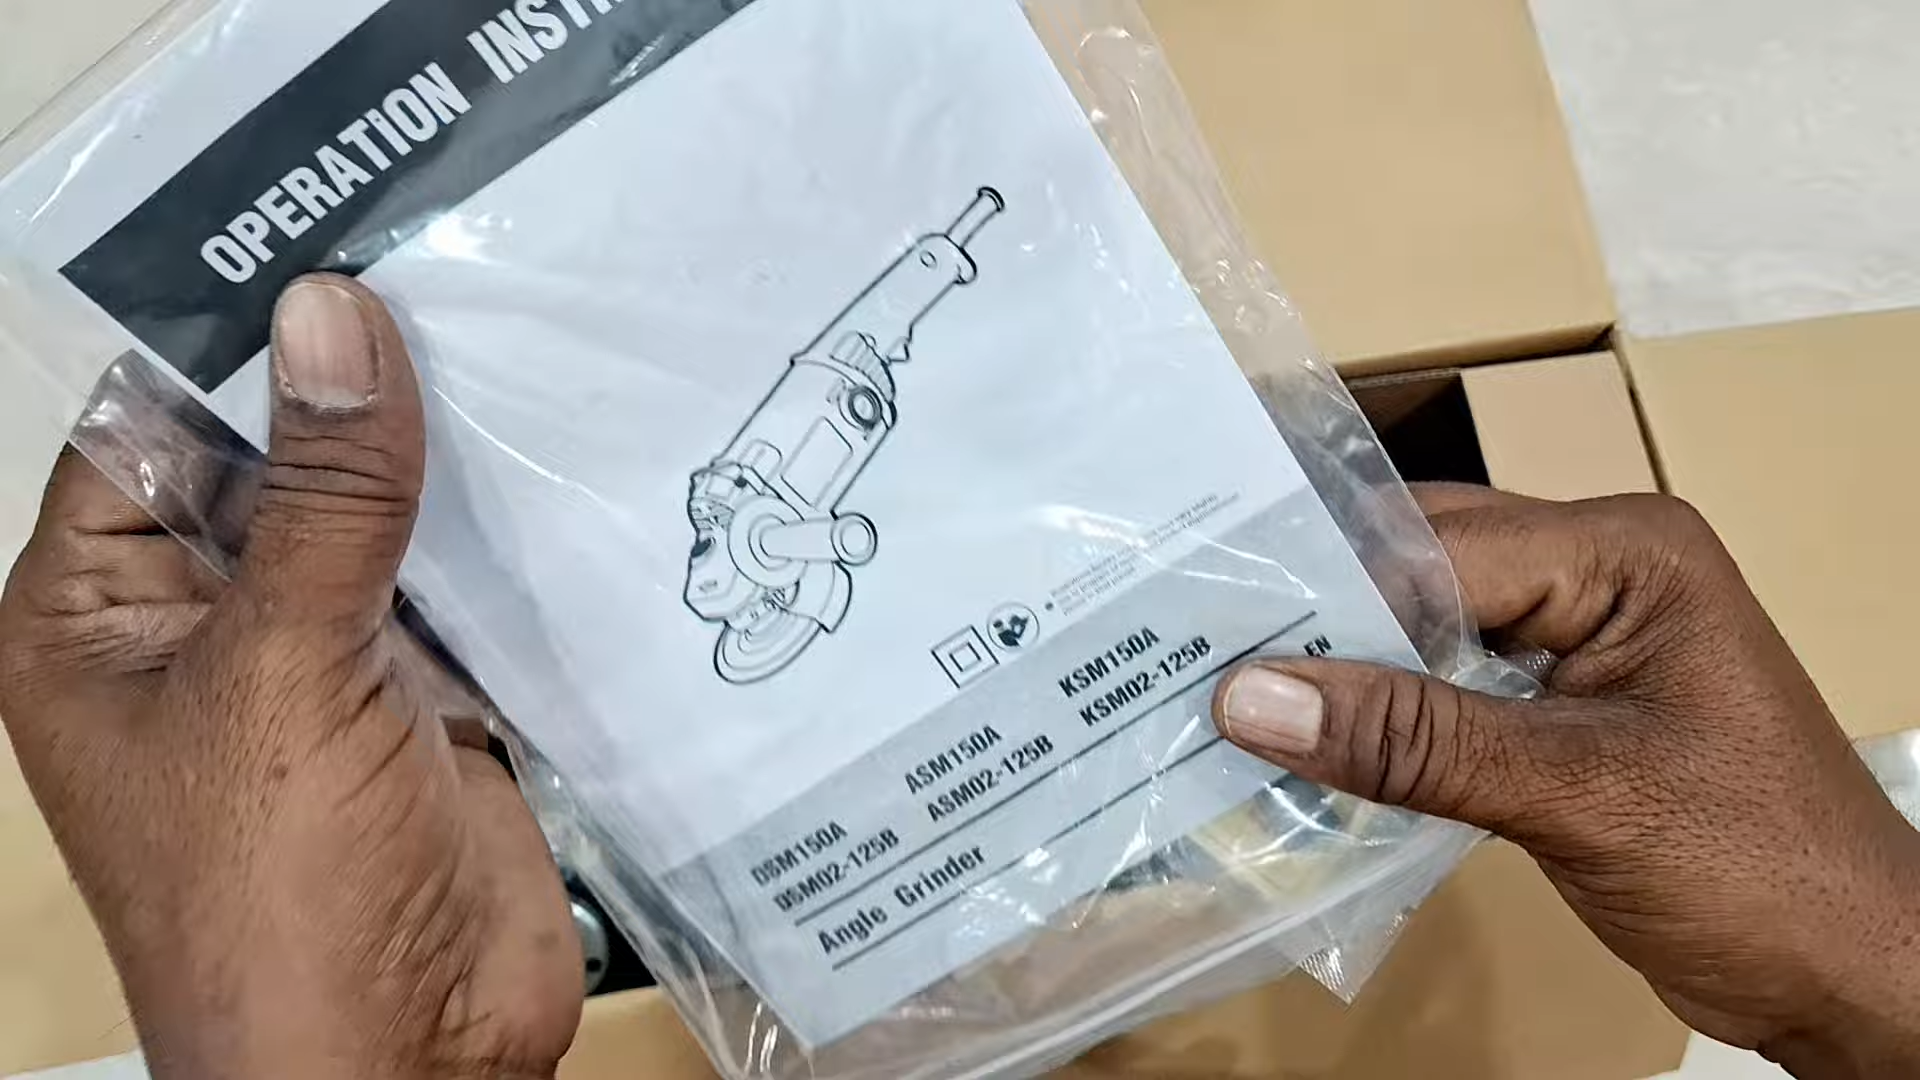 OPERATION INST
DSM150A ASM150A KSM150A
DSM02-125B ASM02-125B KSM02-125B
EN
Angle Grinder